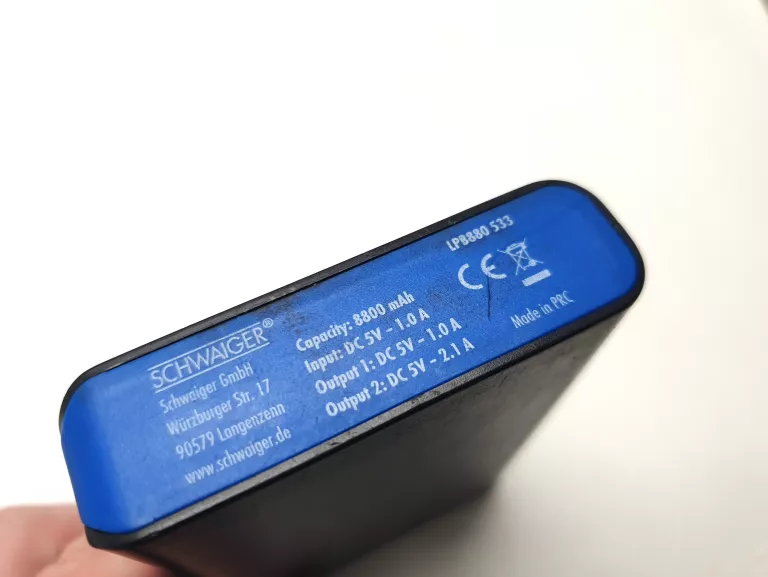 SCHWAIGER®
Schwaiger GmbH
Würzburger Str. 17
90579 Langenzenn
www.schwaiger.de
Capacity: 8800 mAh
Input: DC 5V – 1.0 A
Output 1: DC 5V – 1.0 A
Output 2: DC 5V – 2.1 A
LP8880 533
CE
Made in PRC